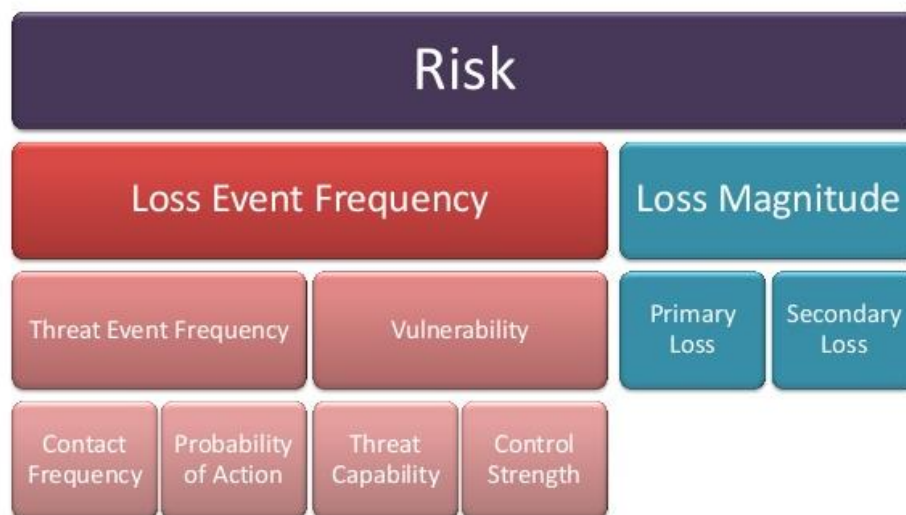 Risk
Loss Event Frequency
Loss Magnitude
Threat Event Frequency
Vulnerability
Primary
Loss
Secondary
Loss
Contact
Frequency
Probability
of Action
Threat
Capability
Control
Strength